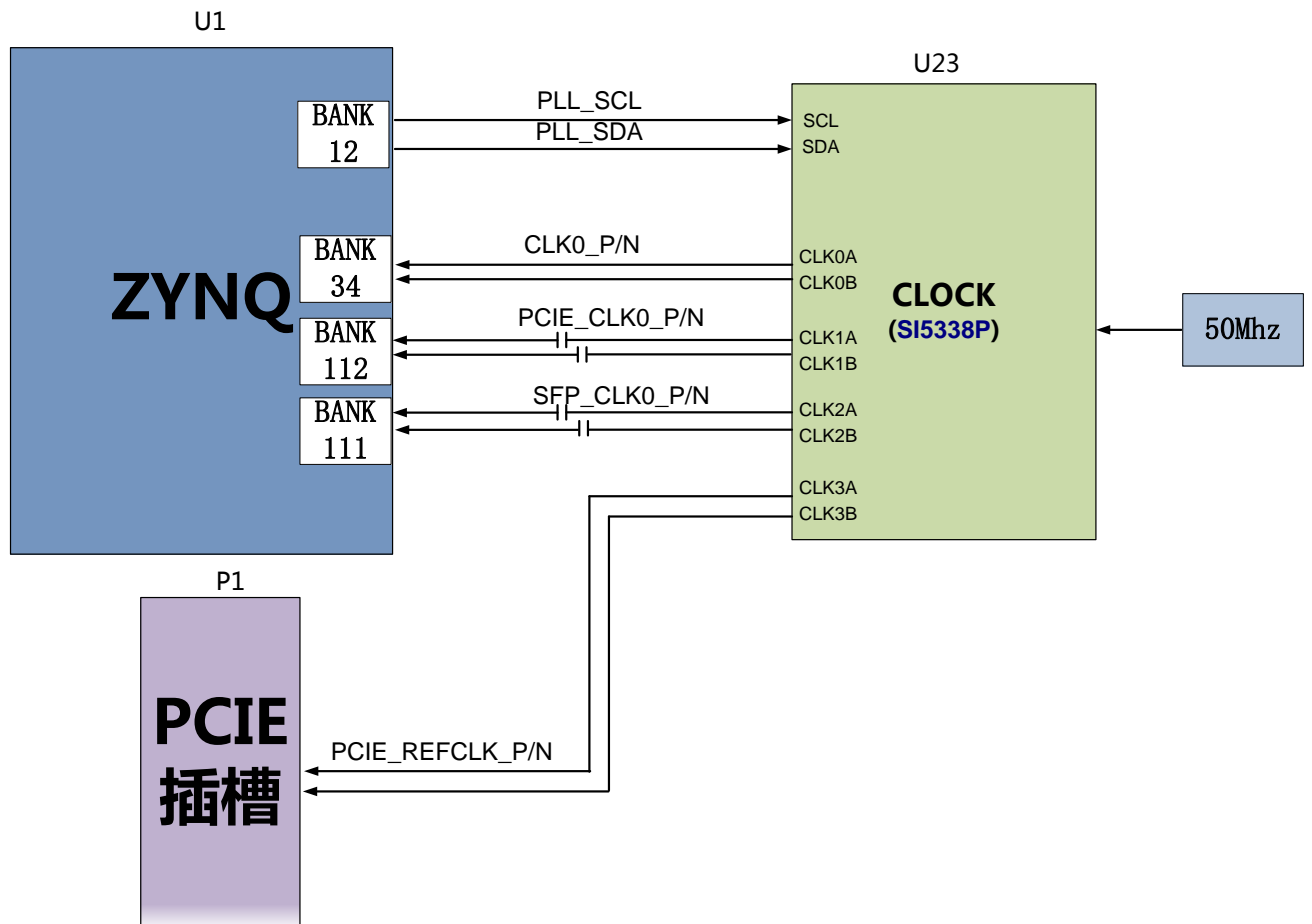 U1
U23
BANK
12
PLL_SCL
PLL_SDA
SCL
SDA
ZYNQ
BANK
34
CLK0_P/N
CLK0A
CLK0B
CLOCK
(SI5338P)
50Mhz
BANK
112
PCIE_CLK0_P/N
CLK1A
CLK1B
BANK
111
SFP_CLK0_P/N
CLK2A
CLK2B
CLK3A
CLK3B
P1
PCIE
插槽
PCIE_REFCLK_P/N